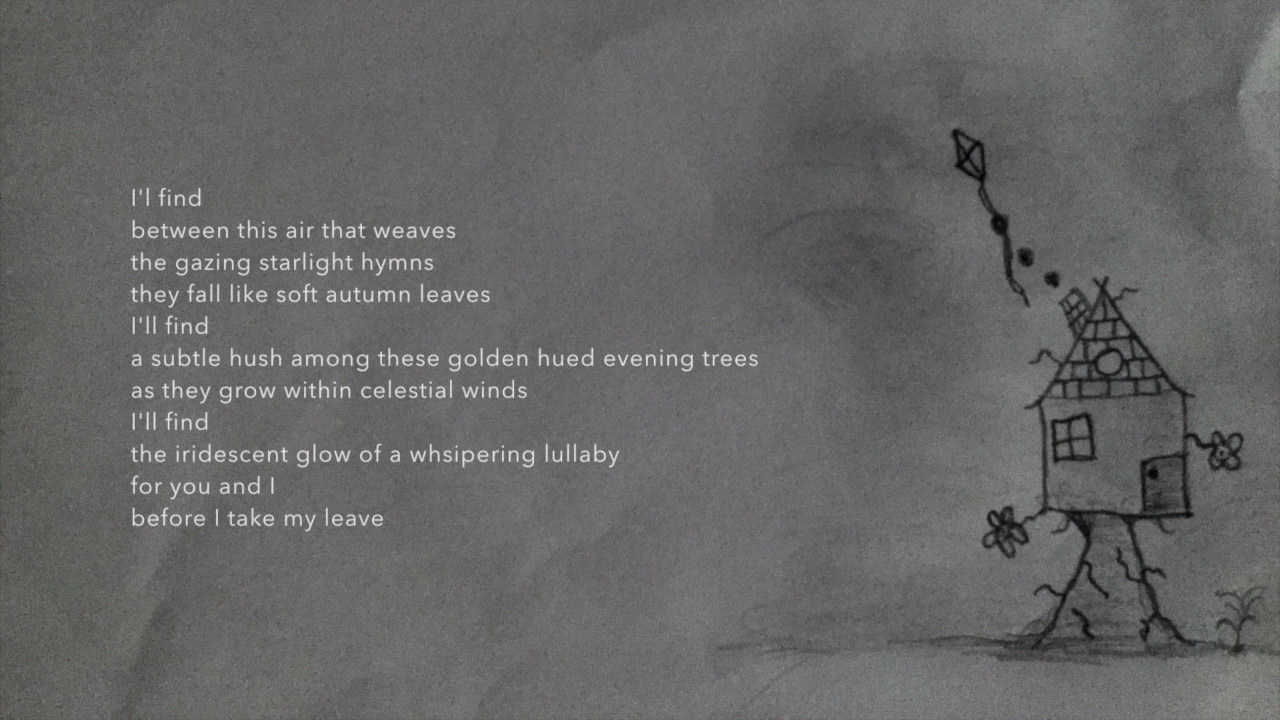 I'l find
between this air that weaves
the gazing starlight hymns
they fall like soft autumn leaves
I'll find
a subtle hush among these golden hued evening trees
as they grow within celestial winds
I'll find
the iridescent glow of a whsipering lullaby
for you and I
before I take my leave